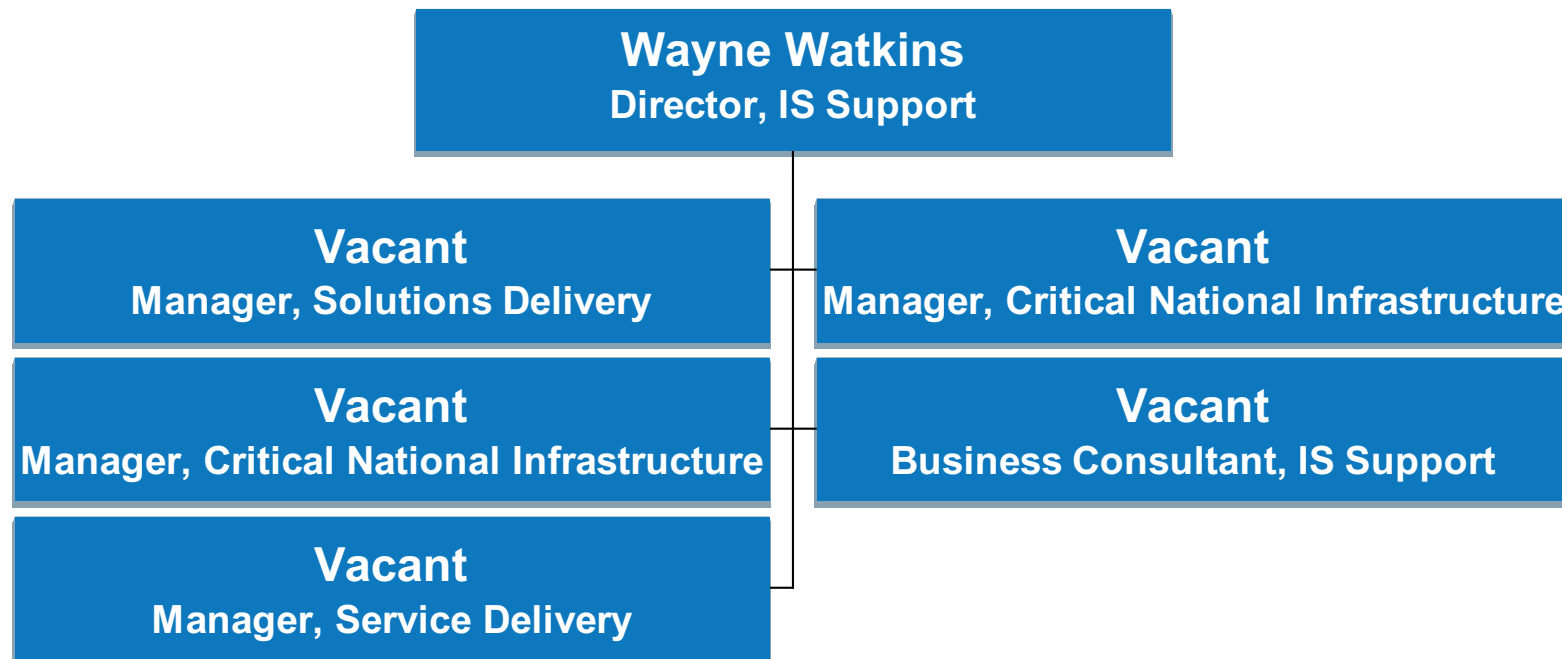 Wayne Watkins
Director, IS Support
Vacant
Manager, Solutions Delivery
Vacant
Manager, Critical National Infrastructure
Vacant
Manager, Critical National Infrastructure
Vacant
Business Consultant, IS Support
Vacant
Manager, Service Delivery